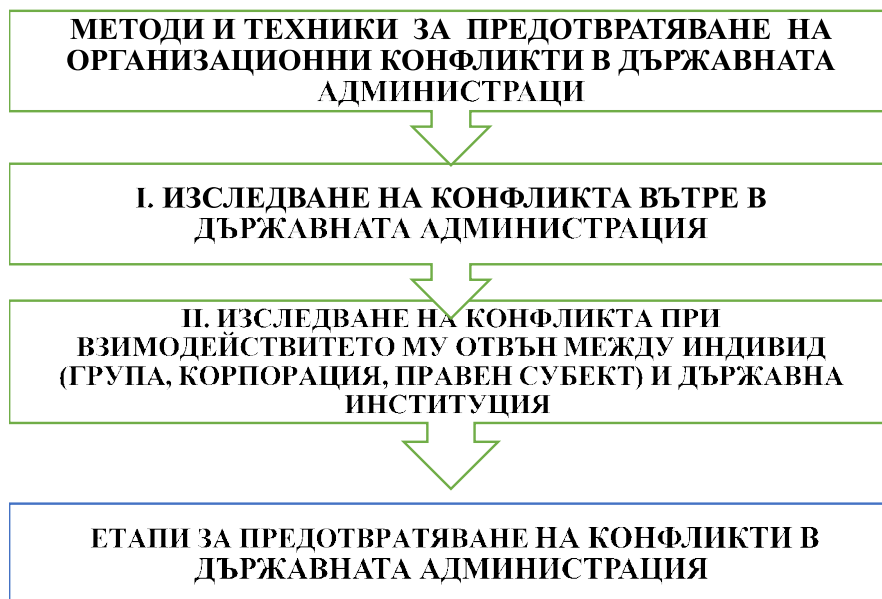 МЕТОДИ И ТЕХНИКИ ЗА ПРЕДОТВРАТЯВАНЕ НА
ОРГАНИЗАЦИОННИ КОНФЛИКТИ В ДЪРЖАВНАТА
АДМИНИСТРАЦИ
I. ИЗСЛЕДВАНЕ НА КОНФЛИКТА ВЪТРЕ В
ДЪРЖАВНАТА АДМИНИСТРАЦИЯ
II. ИЗСЛЕДВАНЕ НА КОНФЛИКТА ПРИ
ВЗИМОДЕЙСТВИТЕТО МУ ОТВЪН МЕЖДУ ИНДИВИД
(ГРУПА, КОРПОРАЦИЯ, ПРАВЕН СУБЕКТ) И ДЪРЖАВНА
ИНСТИТУЦИЯ
ЕТАПИ ЗА ПРЕДОТВРАТЯВАНЕ НА КОНФЛИКТИ В
ДЪРЖАВНАТА АДМИНИСТРАЦИЯ